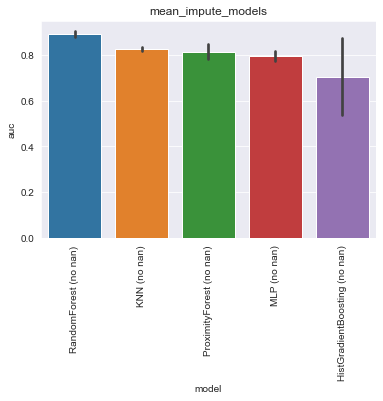 mean_impute_models
auc
0.8
0.6
0.4
0.2
0.0
RandomForest (no nan)
KNN (no nan)
ProximityForest (no nan)
MLP (no nan)
HistGradientBoosting (no nan)
model